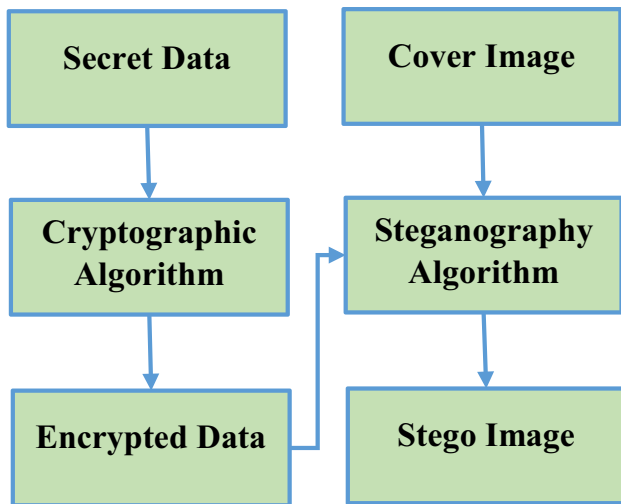 Secret Data
Cover Image
Cryptographic
Algorithm
Steganography
Algorithm
Encrypted Data
Stego Image